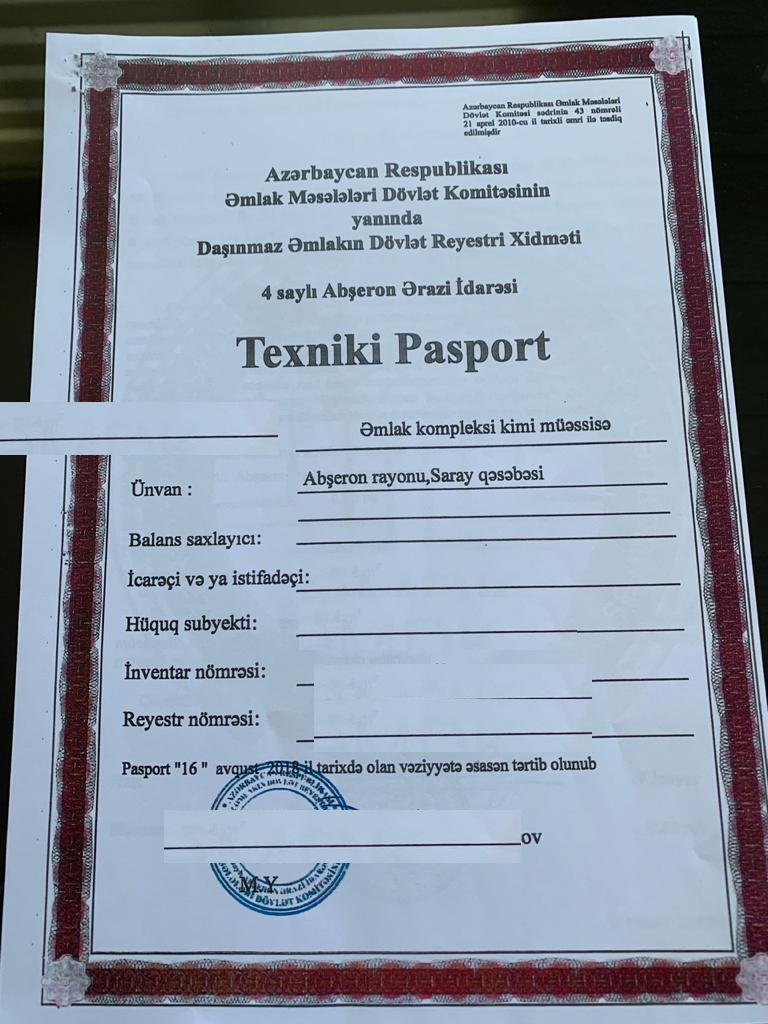 Azərbaycan Respublikası Əmlak Məsələləri
Dövlət Komitəsi sədrinin 43 nömrəli
21 aprel 2010-cu il tarixli əmri ilə təsdiq
edilmişdir
Azərbaycan Respublikası
Əmlak Məsələləri Dövlət Komitəsinin
yanında
Daşınmaz Əmlakın Dövlət Reyestri Xidməti
4 saylı Abşeron Ərazi İdarəsi
Texniki Pasport
Əmlak kompleksi kimi müəssisə
Ünvan : Abşeron rayonu,Saray qəsəbəsi
Balans saxlayıcı:
İcarəçi və ya istifadəçi:
Hüquq subyekti:
İnventar nömrəsi:
Reyestr nömrəsi:
Pasport "16 " avqust 2018 il tarixdə olan vəziyyətə əsasən tərtib olunub
ov
M.Y.